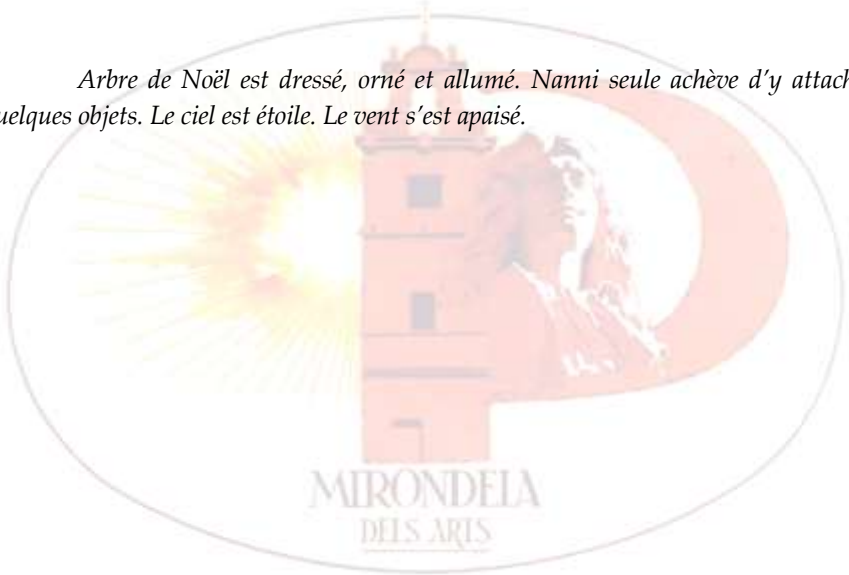 Arbre de Noël est dressé, orné et allumé. Nanni seule achève d'y attach
uelques objets. Le ciel est étoile. Le vent s'est apaisé.
MIRONDELA
DELS ARTS